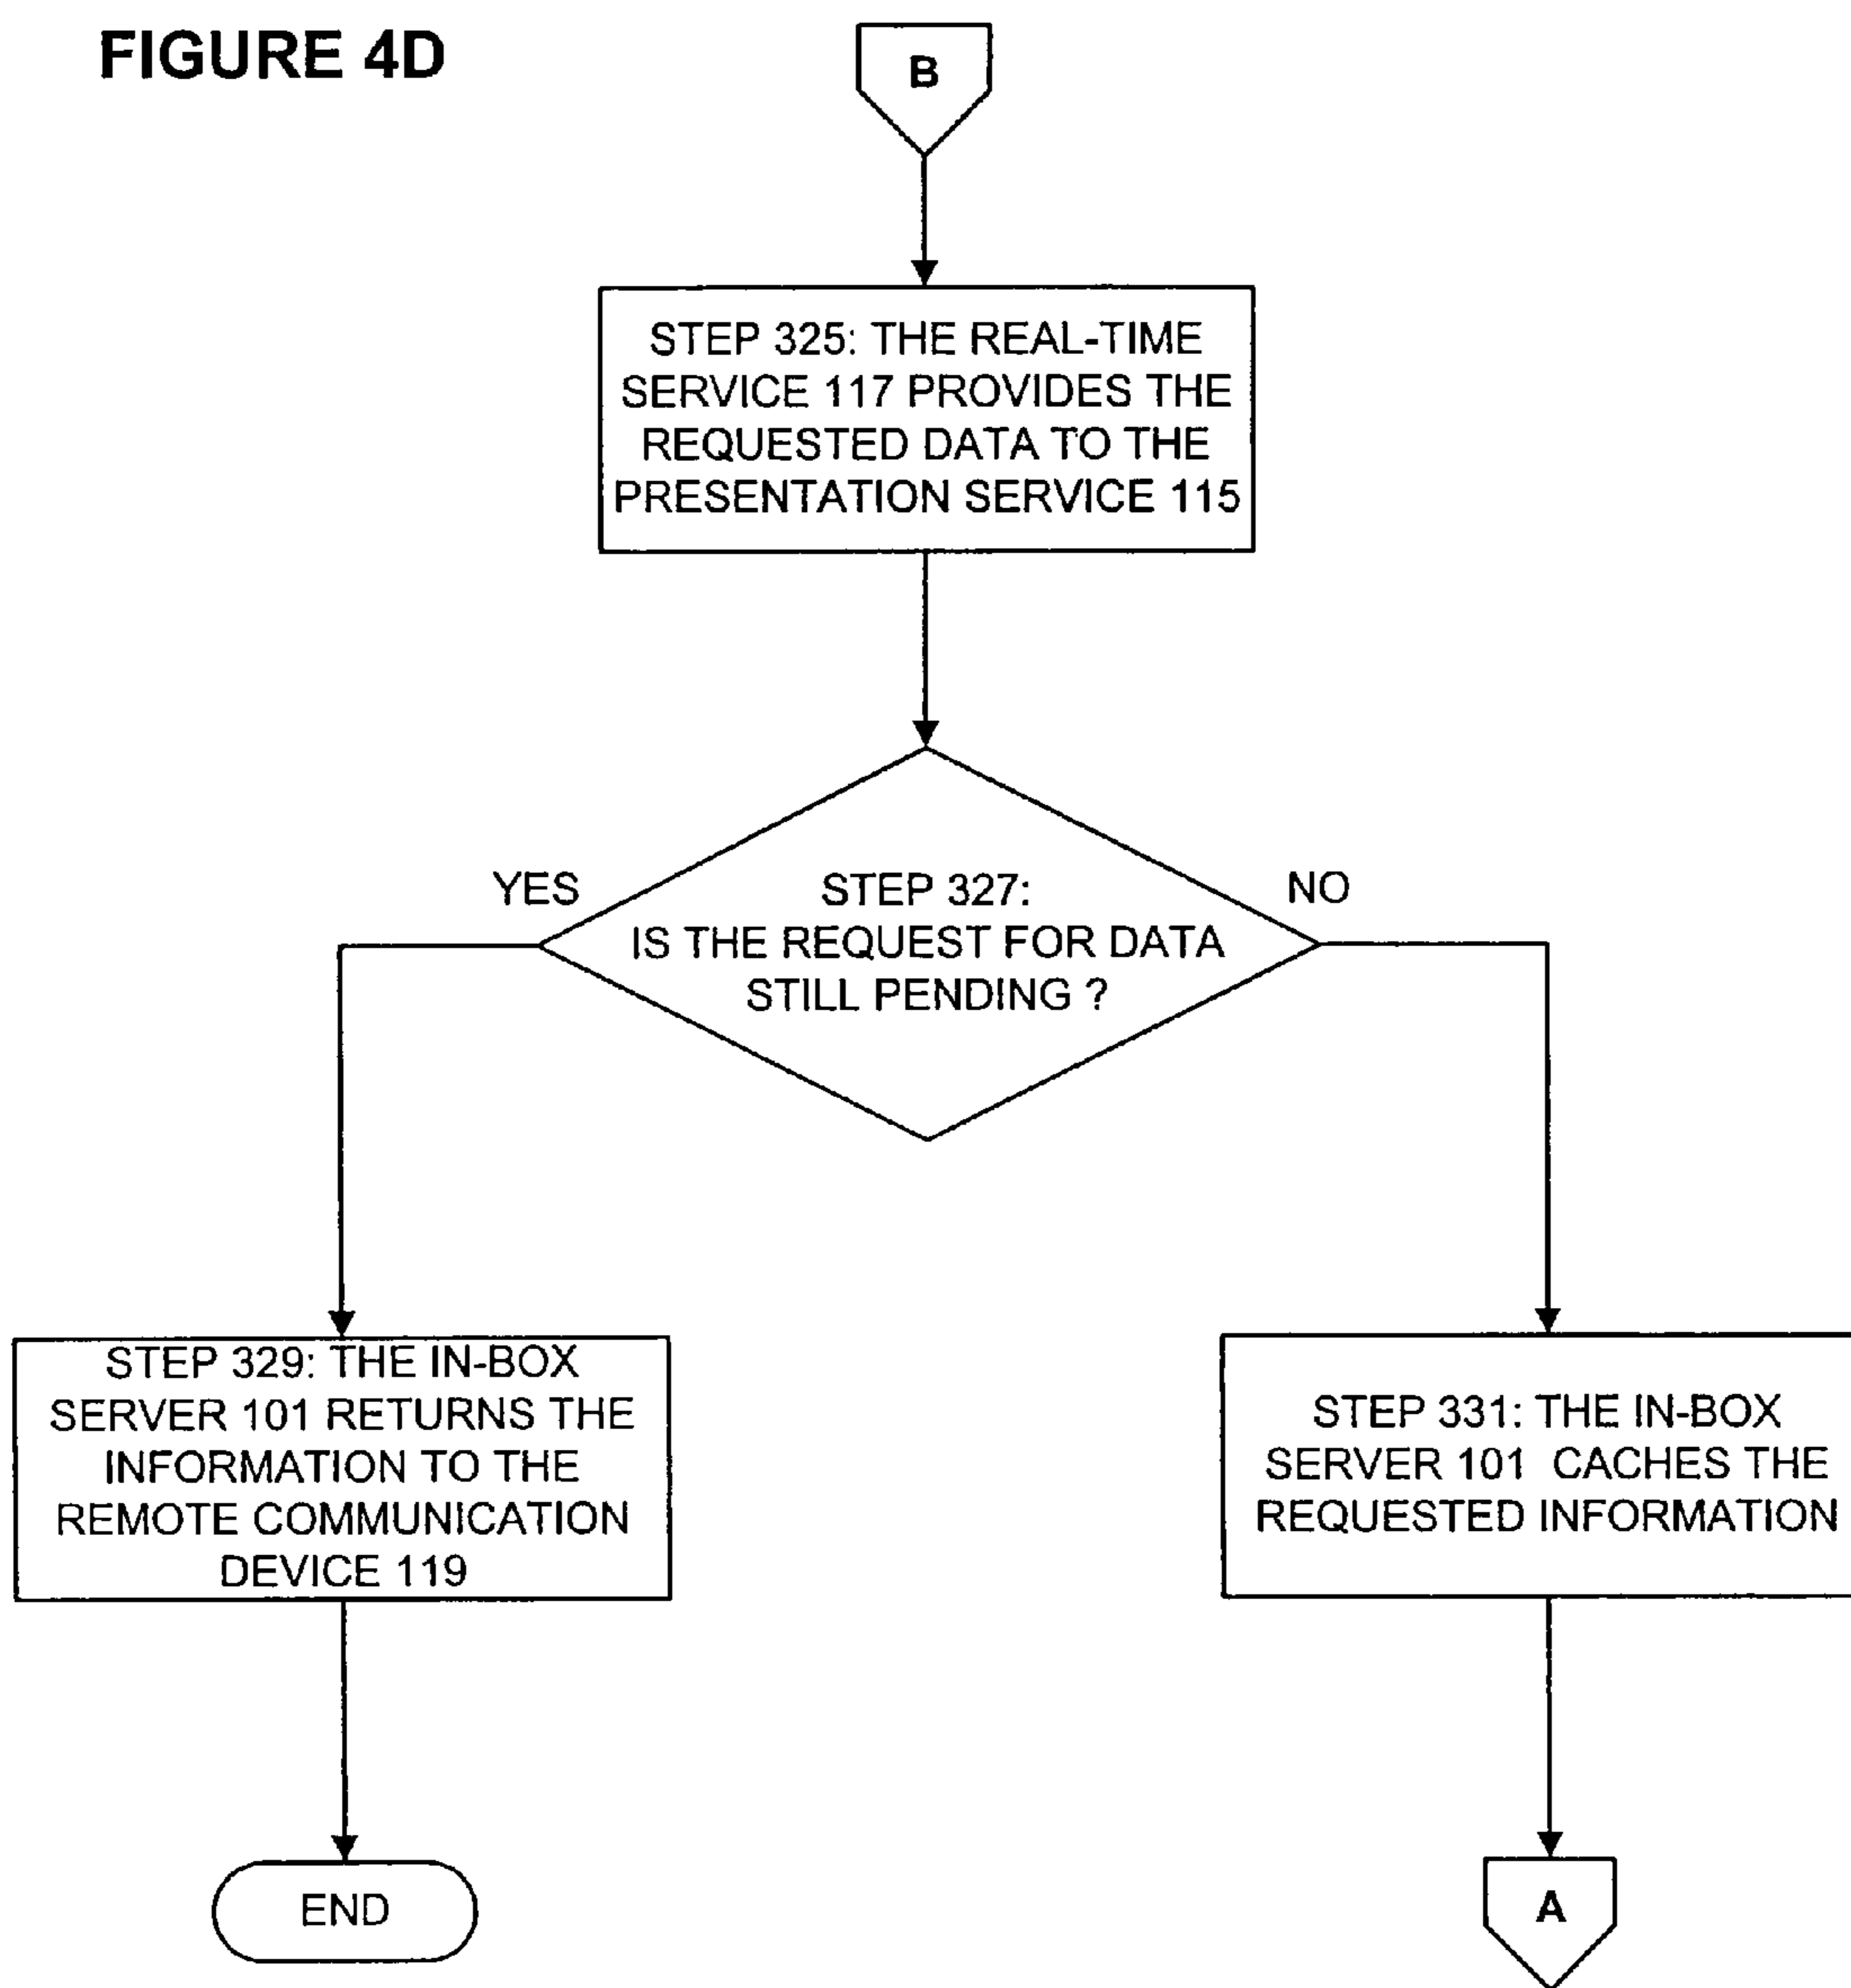 FIGURE 4D
B
STEP 325: THE REAL-TIME
SERVICE 117 PROVIDES THE
REQUESTED DATA TO THE
PRESENTATION SERVICE 115
YES
NO
STEP 327:
IS THE REQUEST FOR DATA
STILL PENDING ?
STEP 329: THE IN-BOX
SERVER 101 RETURNS THE
INFORMATION TO THE
REMOTE COMMUNICATION
DEVICE 119
STEP 331: THE IN-BOX
SERVER 101 CACHES THE
REQUESTED INFORMATION
END
A